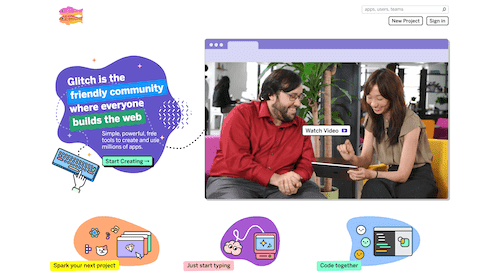 apps, users, teams
New Project
Sign in
Glitch is the
friendly community
where everyone
builds the web
Simple, powerful, free
tools to create and use
millions of apps.
Start Creating →
Watch Video
Spark your next project
Just start typing
Code together